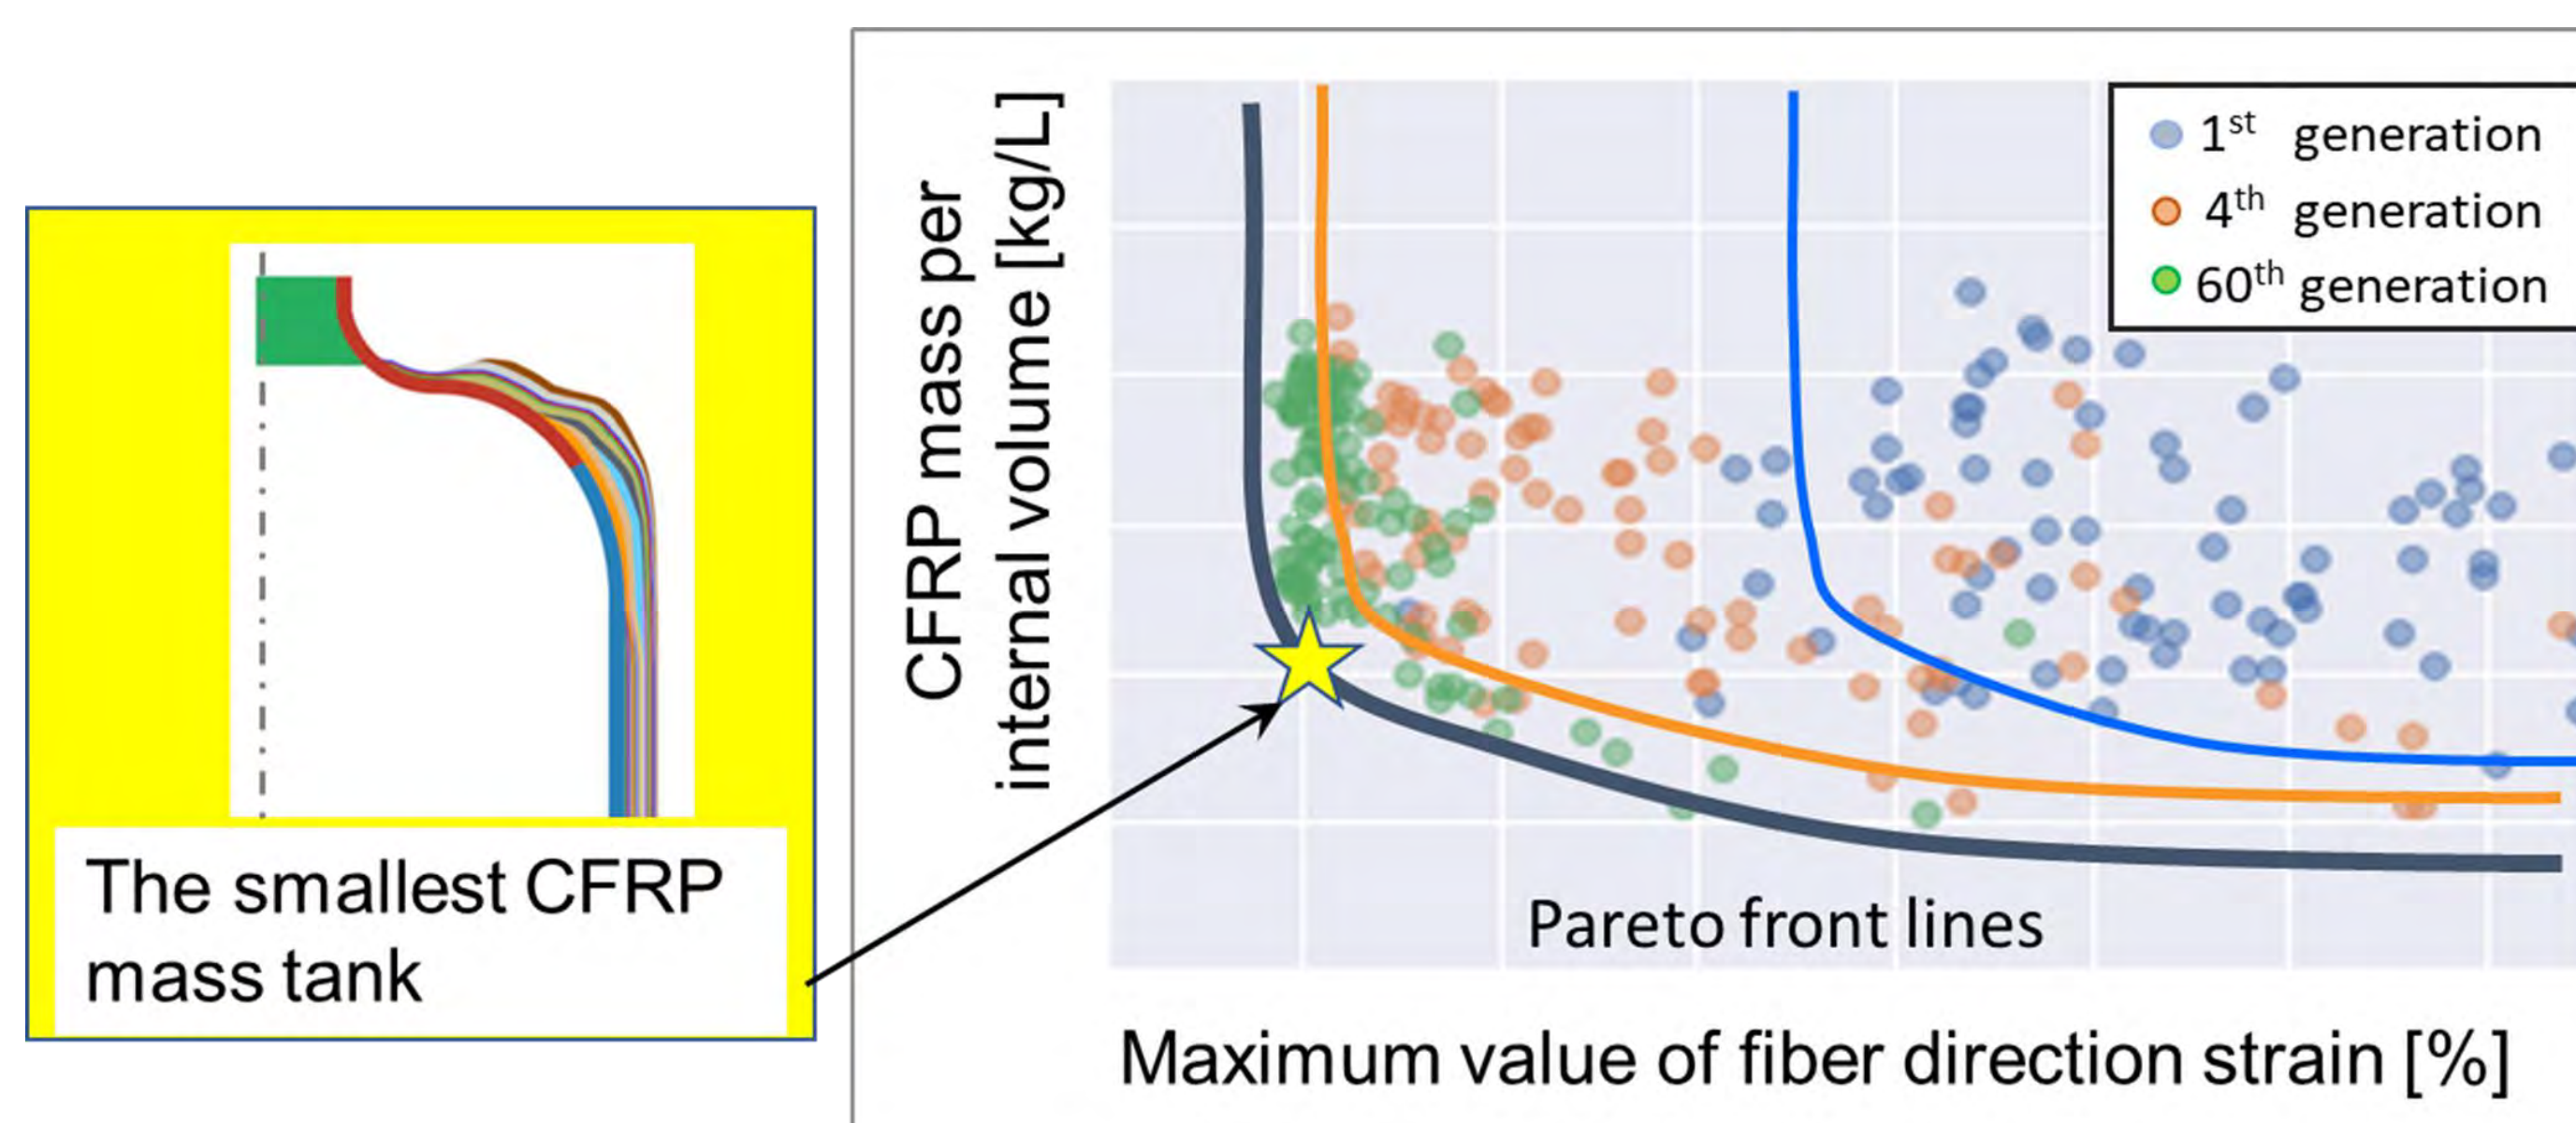 The smallest CFRP
mass tank
CFRP mass per
internal volume [kg/L]
1st generation
4th generation
60th generation
Pareto front lines
Maximum value of fiber direction strain [%]